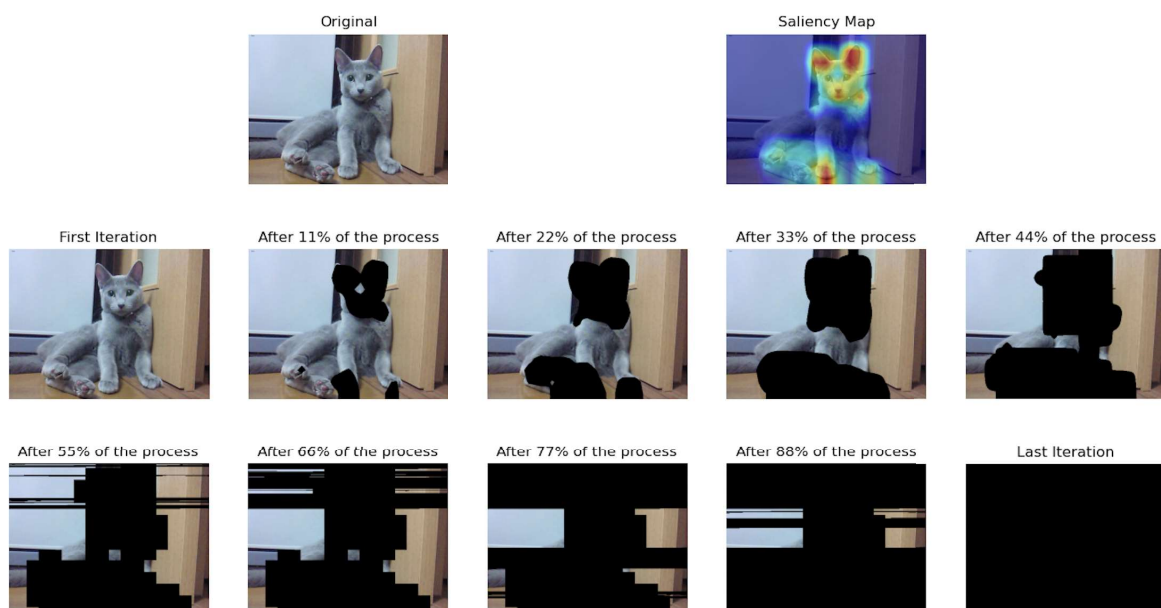 Original
Saliency Map
First Iteration
After 11% of the process
After 22% of the process
After 33% of the process
After 44% of the process
After 55% of the process
After 66% of the process
After 77% of the process
After 88% of the process
Last Iteration